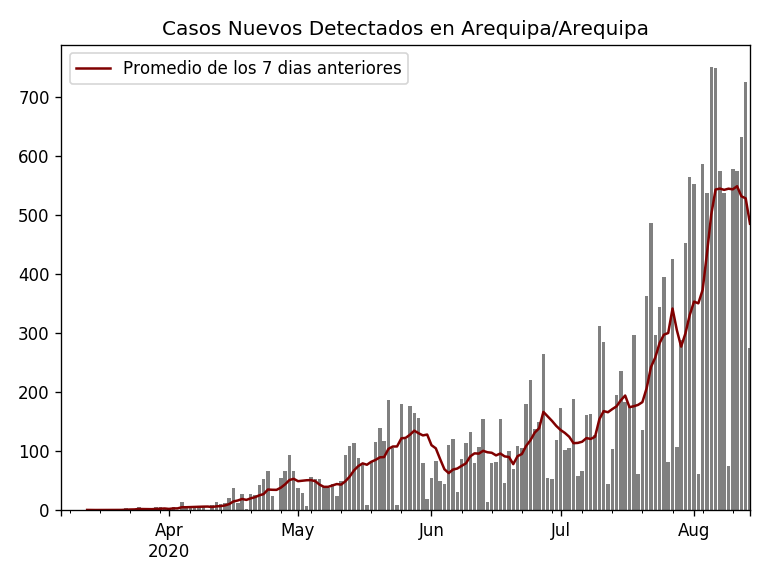 Casos Nuevos Detectados en Arequipa/Arequipa
Promedio de los 7 dias anteriores
700
600
500
400
300
200
100
0
Apr
2020
May
Jun
Jul
Aug